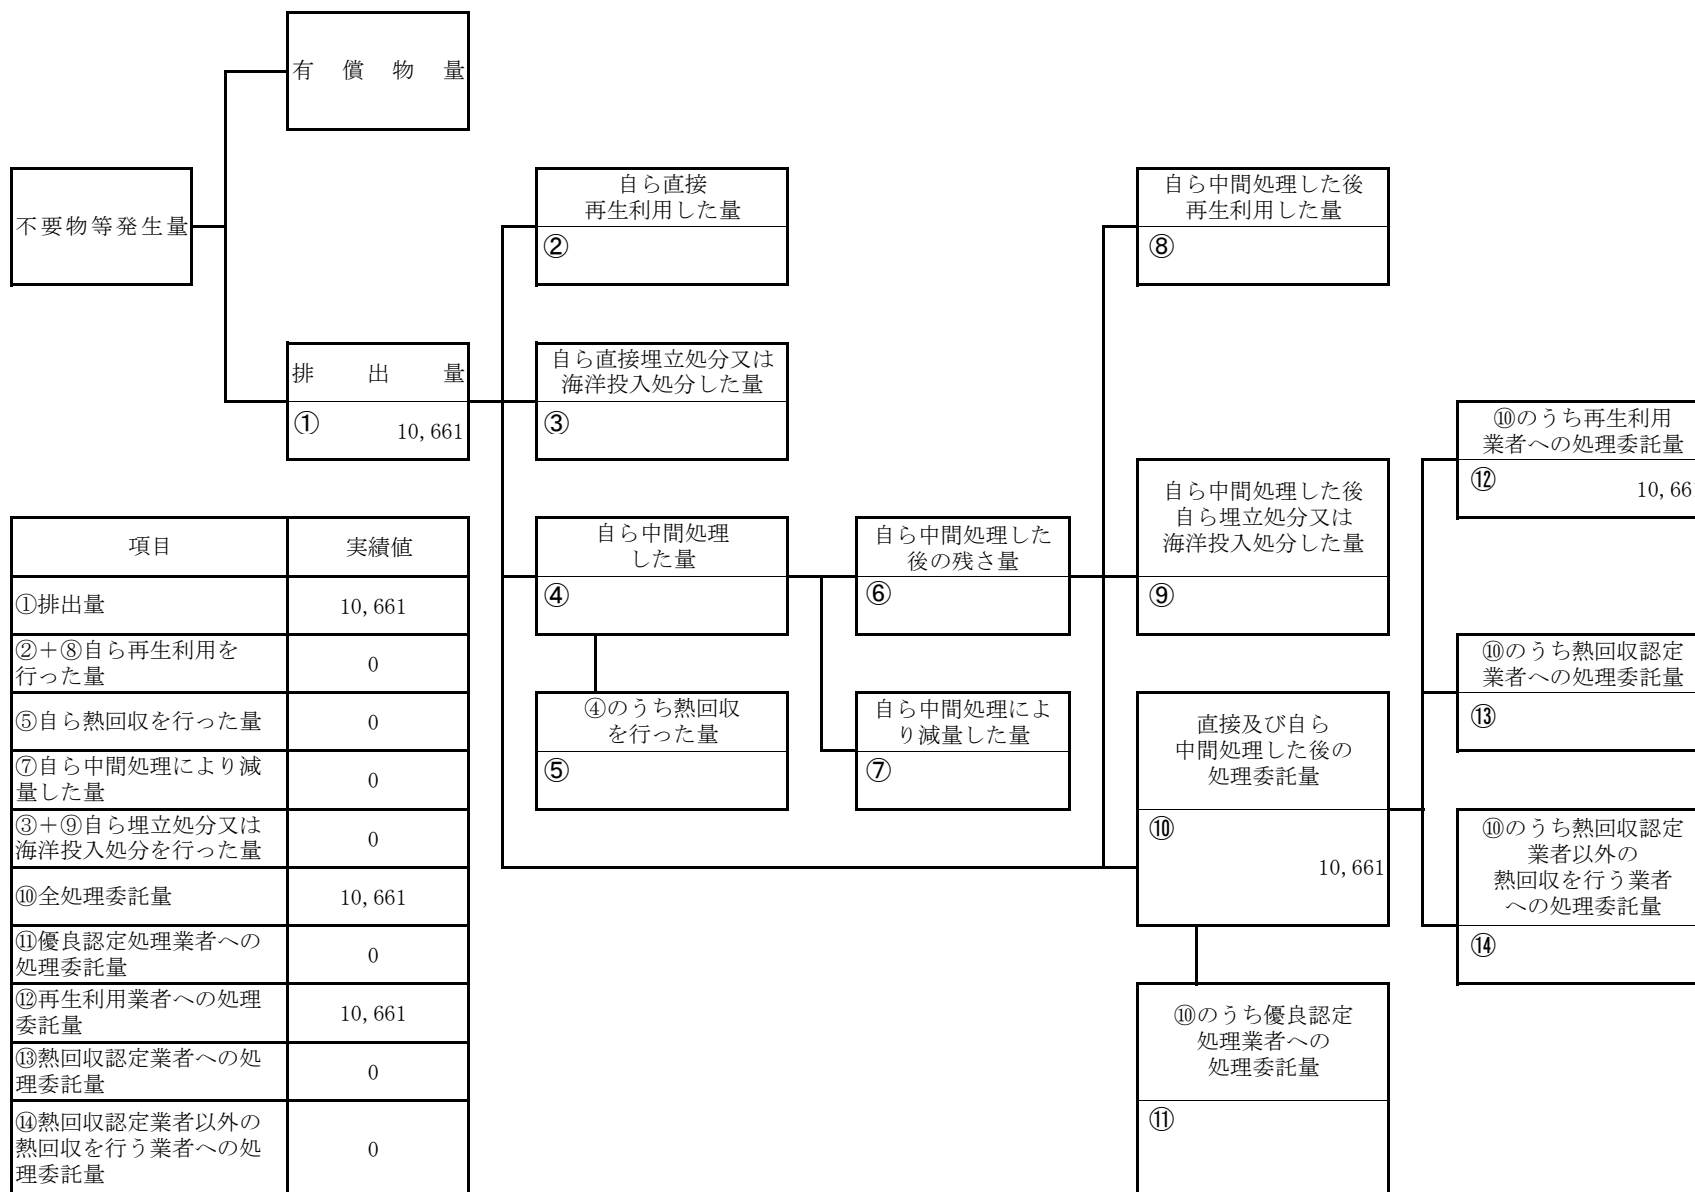 有償物量
不要物等発生量
排出量
① 10,661
自ら直接
再生利用した量
②
自ら直接埋立処分又は
海洋投入処分した量
③
自ら中間処理
した量
④
④のうち熱回収
を行った量
⑤
自ら中間処理した
後の残さ量
⑥
自ら中間処理によ
り減量した量
⑦
自ら中間処理した後
再生利用した量
⑧
自ら中間処理した後
自ら埋立処分又は
海洋投入処分した量
⑨
直接及び自ら
中間処理した後の
処理委託量
⑩
10,661
⑩のうち優良認定
処理業者への
処理委託量
⑪
⑩のうち再生利用
業者への処理委託量
⑫
10,661
⑩のうち熱回収認定
業者への処理委託量
⑬
⑩のうち熱回収認定
業者以外の
熱回収を行う業者
への処理委託量
⑭
項目 実績値
①排出量 10,661
②＋⑧自ら再生利用を
行った量 0
⑤自ら熱回収を行った量 0
⑦自ら中間処理により減
量した量 0
③＋⑨自ら埋立処分又は
海洋投入処分を行った量 0
⑩全処理委託量 10,661
⑪優良認定処理業者への
処理委託量 0
⑫再生利用業者への処理
委託量 10,661
⑬熱回収認定業者への処
理委託量 0
⑭熱回収認定業者以外の
熱回収を行う業者への処
理委託量 0